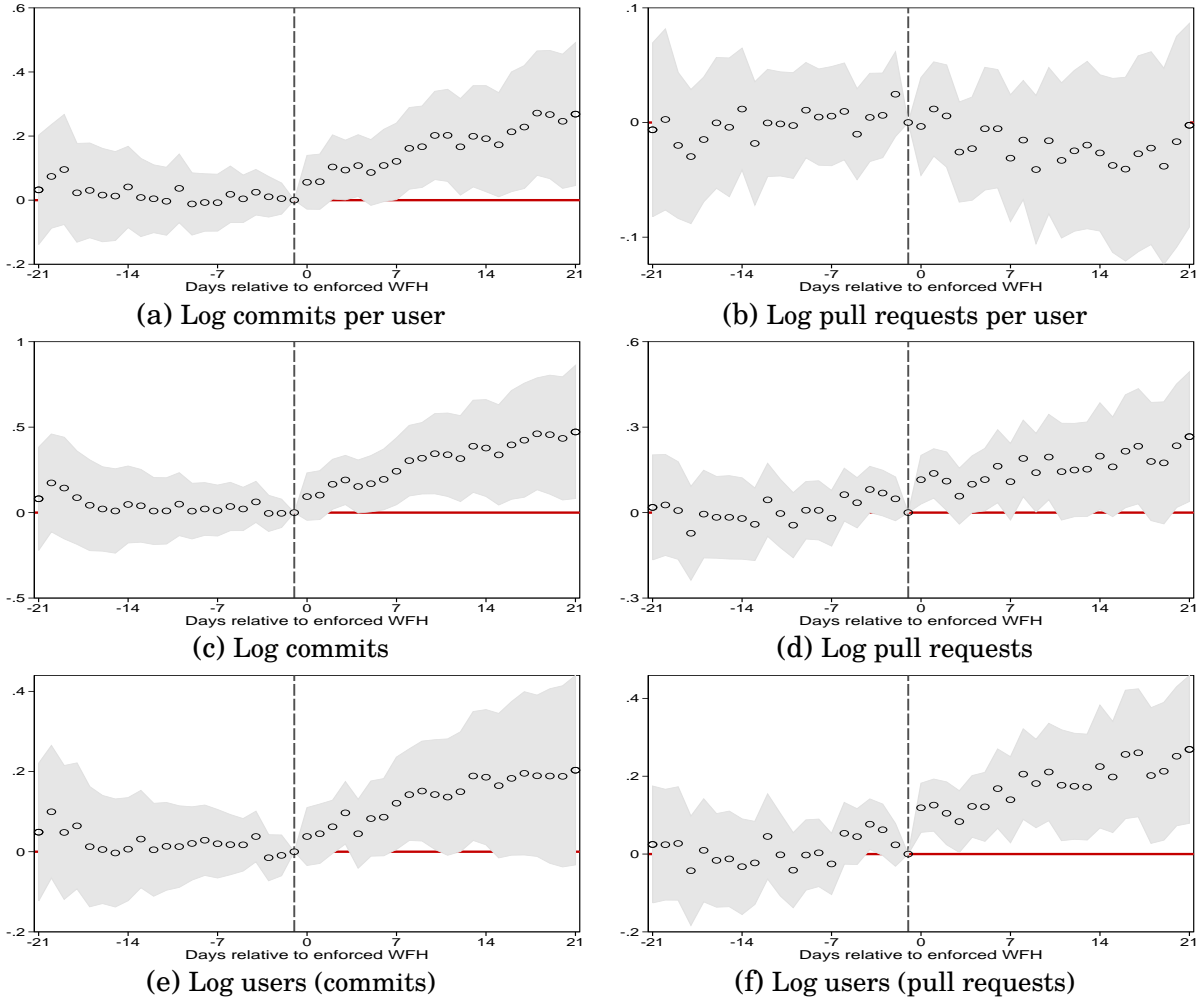 .6
.4
.2
0
-.2
-21 -14 -7 0 7 14 21
Days relative to enforced WFH
(a) Log commits per user
.1
0
-.1
-21 -14 -7 0 7 14 21
Days relative to enforced WFH
(b) Log pull requests per user
1
.5
0
-.5
-21 -14 -7 0 7 14 21
Days relative to enforced WFH
(c) Log commits
.6
.3
0
-.3
-21 -14 -7 0 7 14 21
Days relative to enforced WFH
(d) Log pull requests
.4
.2
0
-.2
-21 -14 -7 0 7 14 21
Days relative to enforced WFH
(e) Log users (commits)
.4
.2
0
-.2
-21 -14 -7 0 7 14 21
Days relative to enforced WFH
(f) Log users (pull requests)